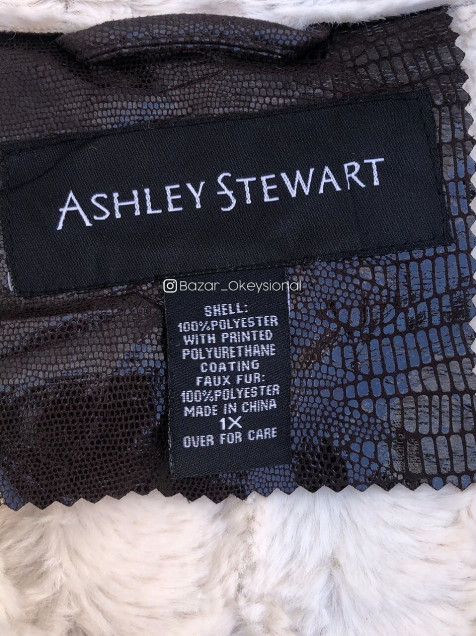 ASHLEY STEWART
Bazar_Okeysional
SHELL:
100%POLYESTER
WITH PRINTED
POLYURETHANE
COATING
FAUX FUR:
100%POLYESTER
MADE IN CHINA
1X
OVER FOR CARE